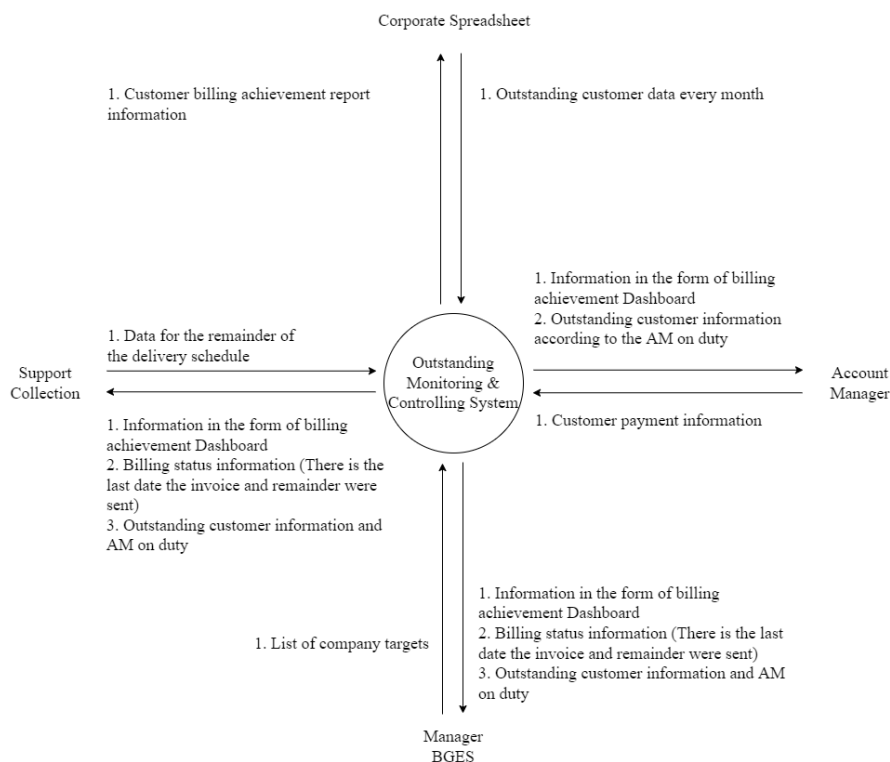 Corporate Spreadsheet
1. Customer billing achievement report
information
1. Outstanding customer data every month
1. Information in the form of billing
achievement Dashboard
2. Outstanding customer information
according to the AM on duty
1. Data for the remainder of
the delivery schedule
Support
Collection
Outstanding
Monitoring &
Controlling System
Account
Manager
1. Customer payment information
1. Information in the form of billing
achievement Dashboard
2. Billing status information (There is the
last date the invoice and remainder were
sent)
3. Outstanding customer information and
AM on duty
1. List of company targets
1. Information in the form of billing
achievement Dashboard
2. Billing status information (There is the last
date the invoice and remainder were sent)
3. Outstanding customer information and AM
on duty
Manager
BGES